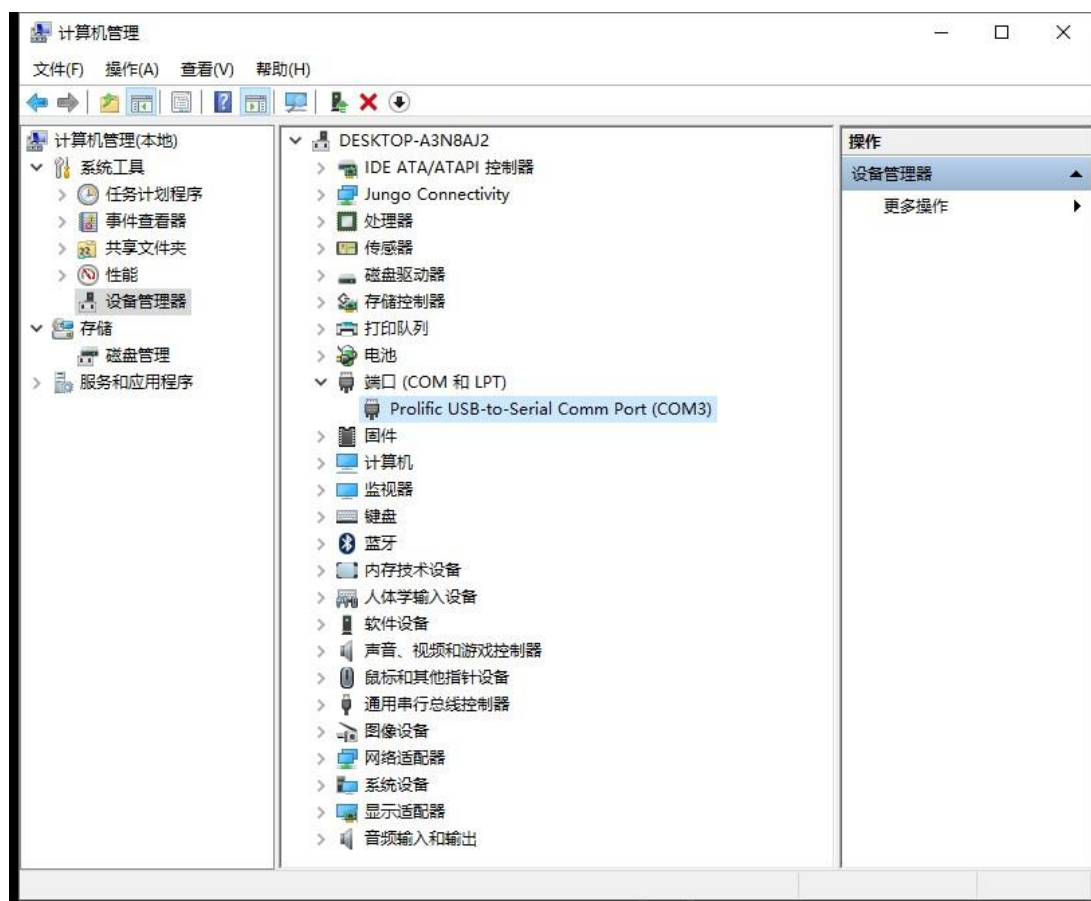 计算机管理
文件(F) 操作(A) 查看(V) 帮助(H)
计算机管理(本地)
系统工具
任务计划程序
事件查看器
共享文件夹
性能
设备管理器
存储
磁盘管理
服务和应用程序
DESKTOP-A3N8AJ2
IDE ATA/ATAPI 控制器
Jungo Connectivity
处理器
传感器
磁盘驱动器
存储控制器
打印队列
电池
端口 (COM 和 LPT)
Prolific USB-to-Serial Comm Port (COM3)
固件
计算机
监视器
键盘
蓝牙
内存技术设备
人体学输入设备
软件设备
声音、视频和游戏控制器
鼠标和其他指针设备
通用串行总线控制器
图像设备
网络适配器
系统设备
显示适配器
音频输入和输出
操作
设备管理器
更多操作